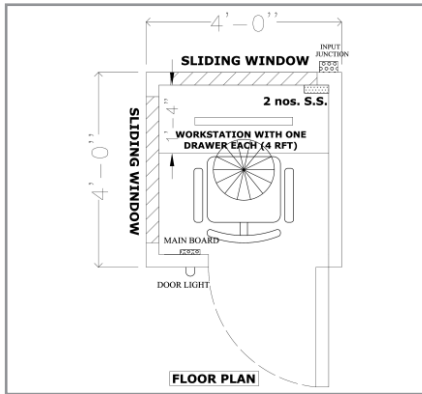 4'-0"
SLIDING WINDOW
INPUT
JUNCTION
2 nos. S.S.
1'-4"
WORKSTATION WITH ONE
DRAWER EACH (4 RFT)
SLIDING WINDOW
4'-0"
MAIN BOARD
DOOR LIGHT
FLOOR PLAN